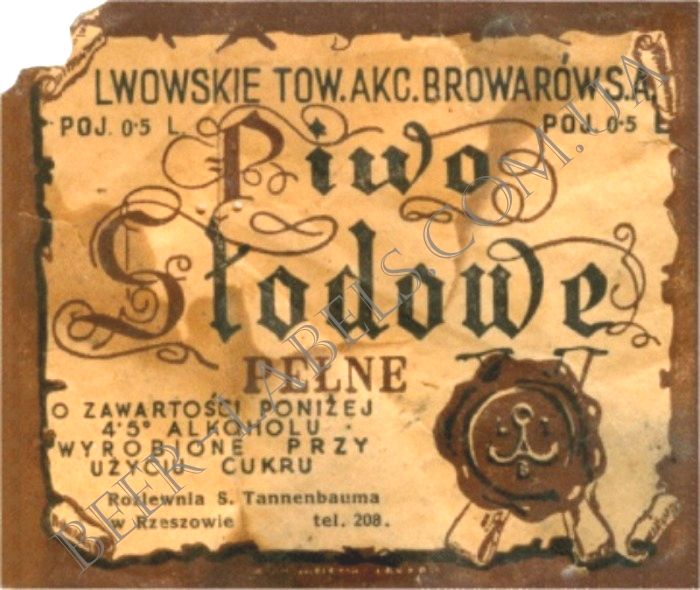 LWOWSKIE TOW. AKC. BROWARÓW S.A.
POJ. 0·5 L. POJ. 0·5 L
Piwo
Słodowe
PEŁNE
O ZAWARTOŚCI PONIŻEJ
4·5° ALKOHOLU
WYROBIONE PRZY
UŻYCIU CUKRU
Rozlewnia S. Tannenbauma
w Rzeszowie tel. 208.
BEER-LABELS.COM.UA